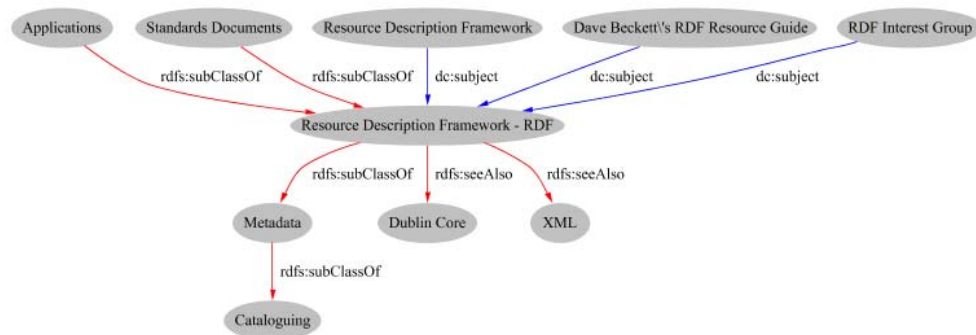 Applications
Standards Documents
Resource Description Framework
Dave Beckett\'s RDF Resource Guide
RDF Interest Group
rdfs:subClassOf
rdfs:subClassOf
dc:subject
dc:subject
dc:subject
Resource Description Framework - RDF
rdfs:subClassOf
rdfs:seeAlso
rdfs:seeAlso
Metadata
Dublin Core
XML
rdfs:subClassOf
Cataloguing